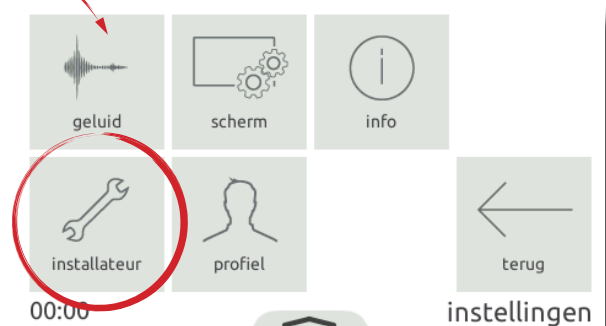 geluid
scherm
info
installateur
profiel
terug
00:00
instellingen